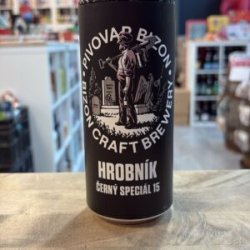 PIVOVAR BIZON
BIZON CRAFT BREWERY
HROBNÍK
ČERNÝ SPECIÁL 15